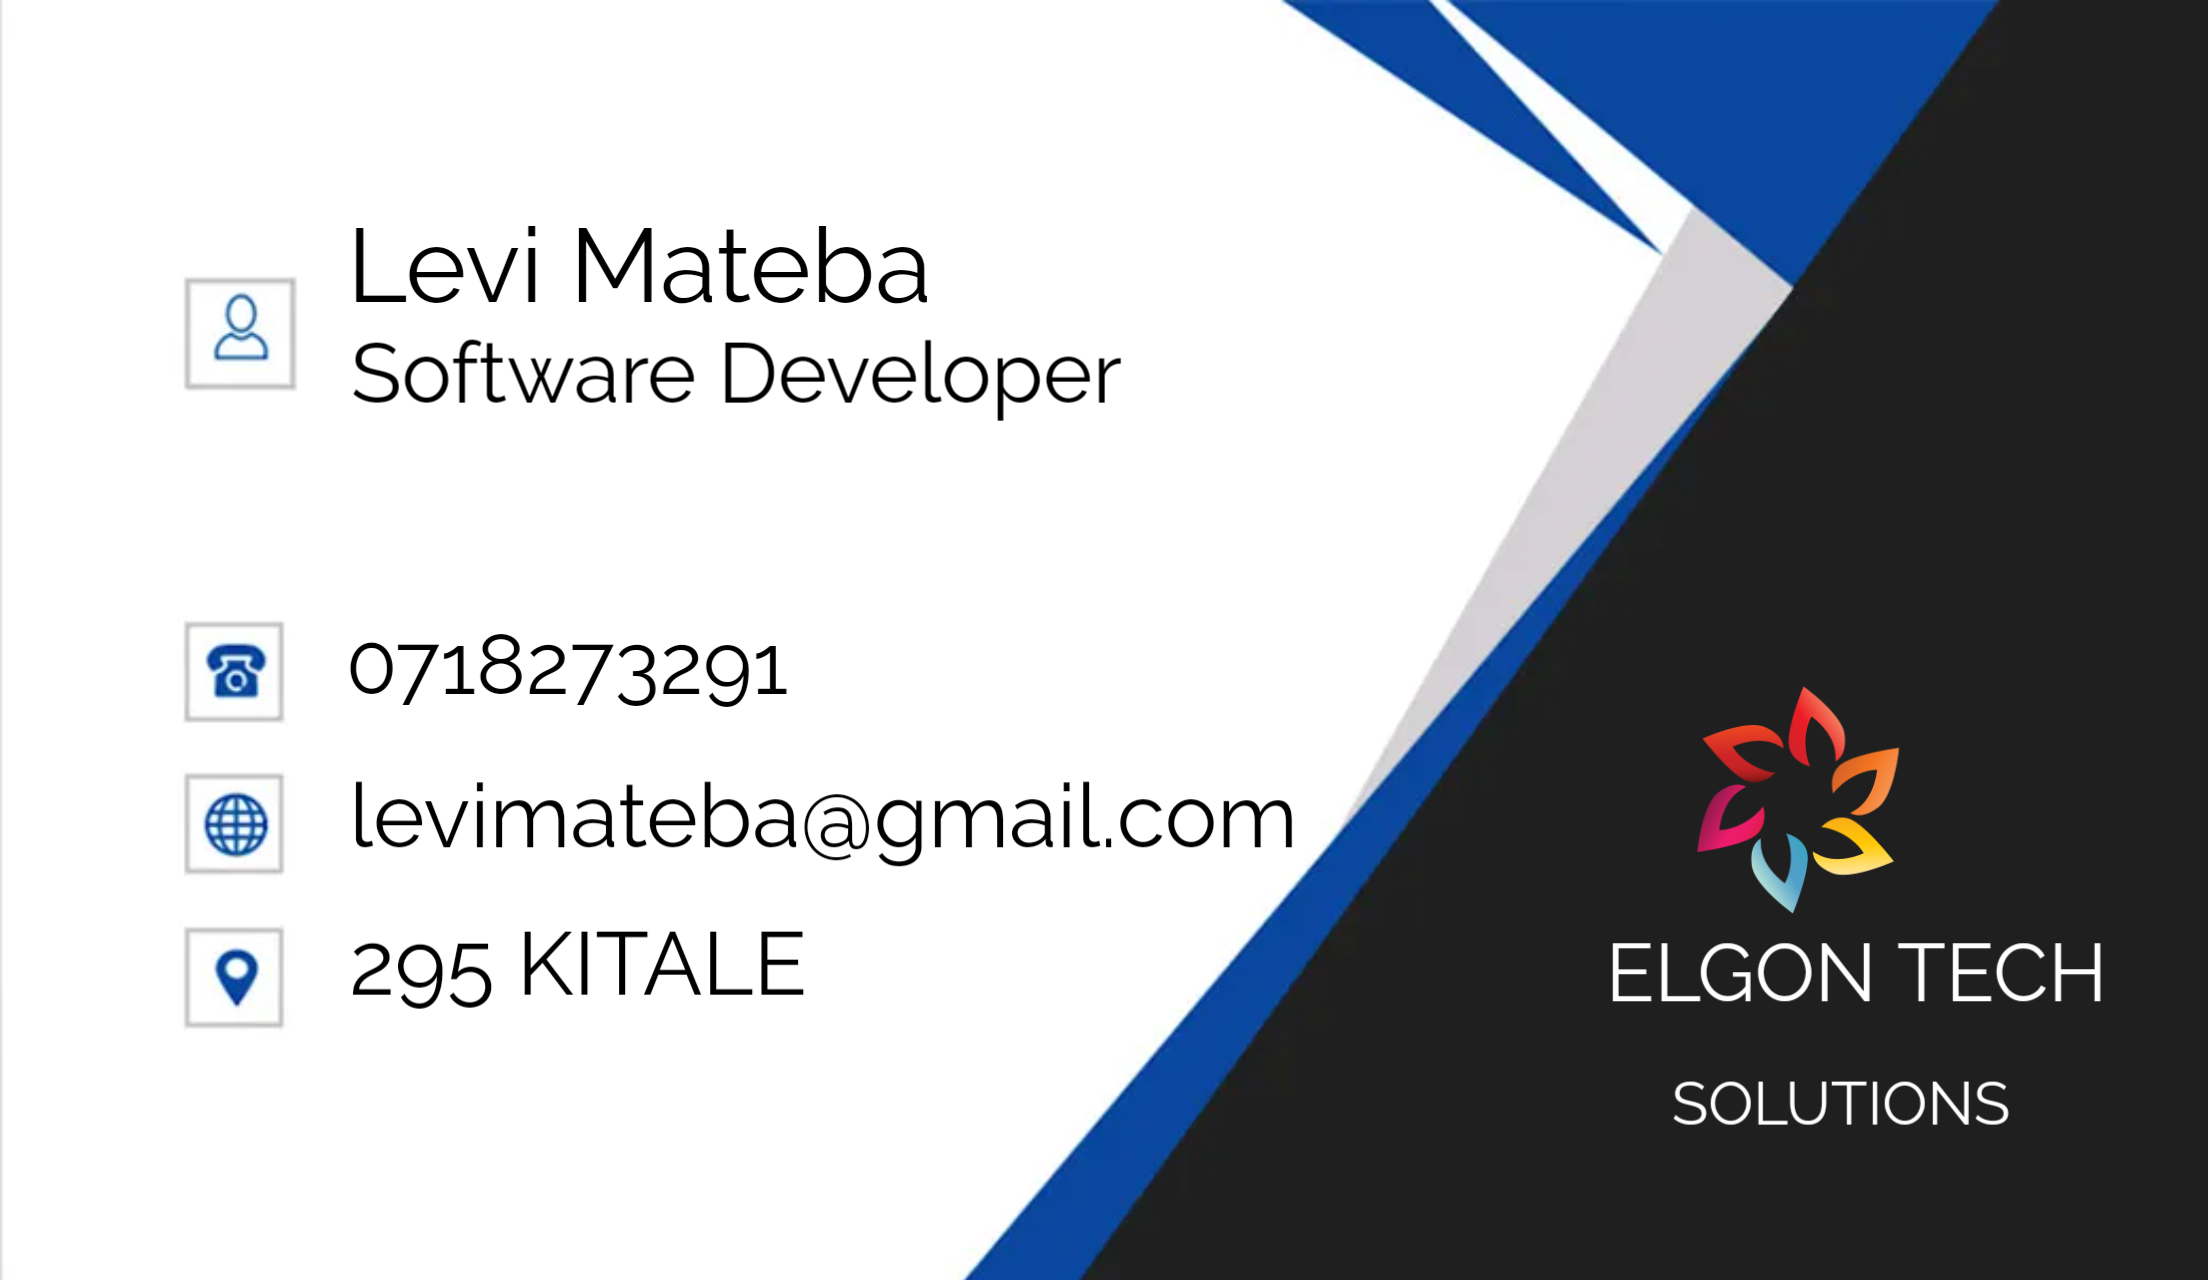 Levi Mateba
Software Developer
0718273291
levimateba@gmail.com
295 KITALE
ELGON TECH
SOLUTIONS